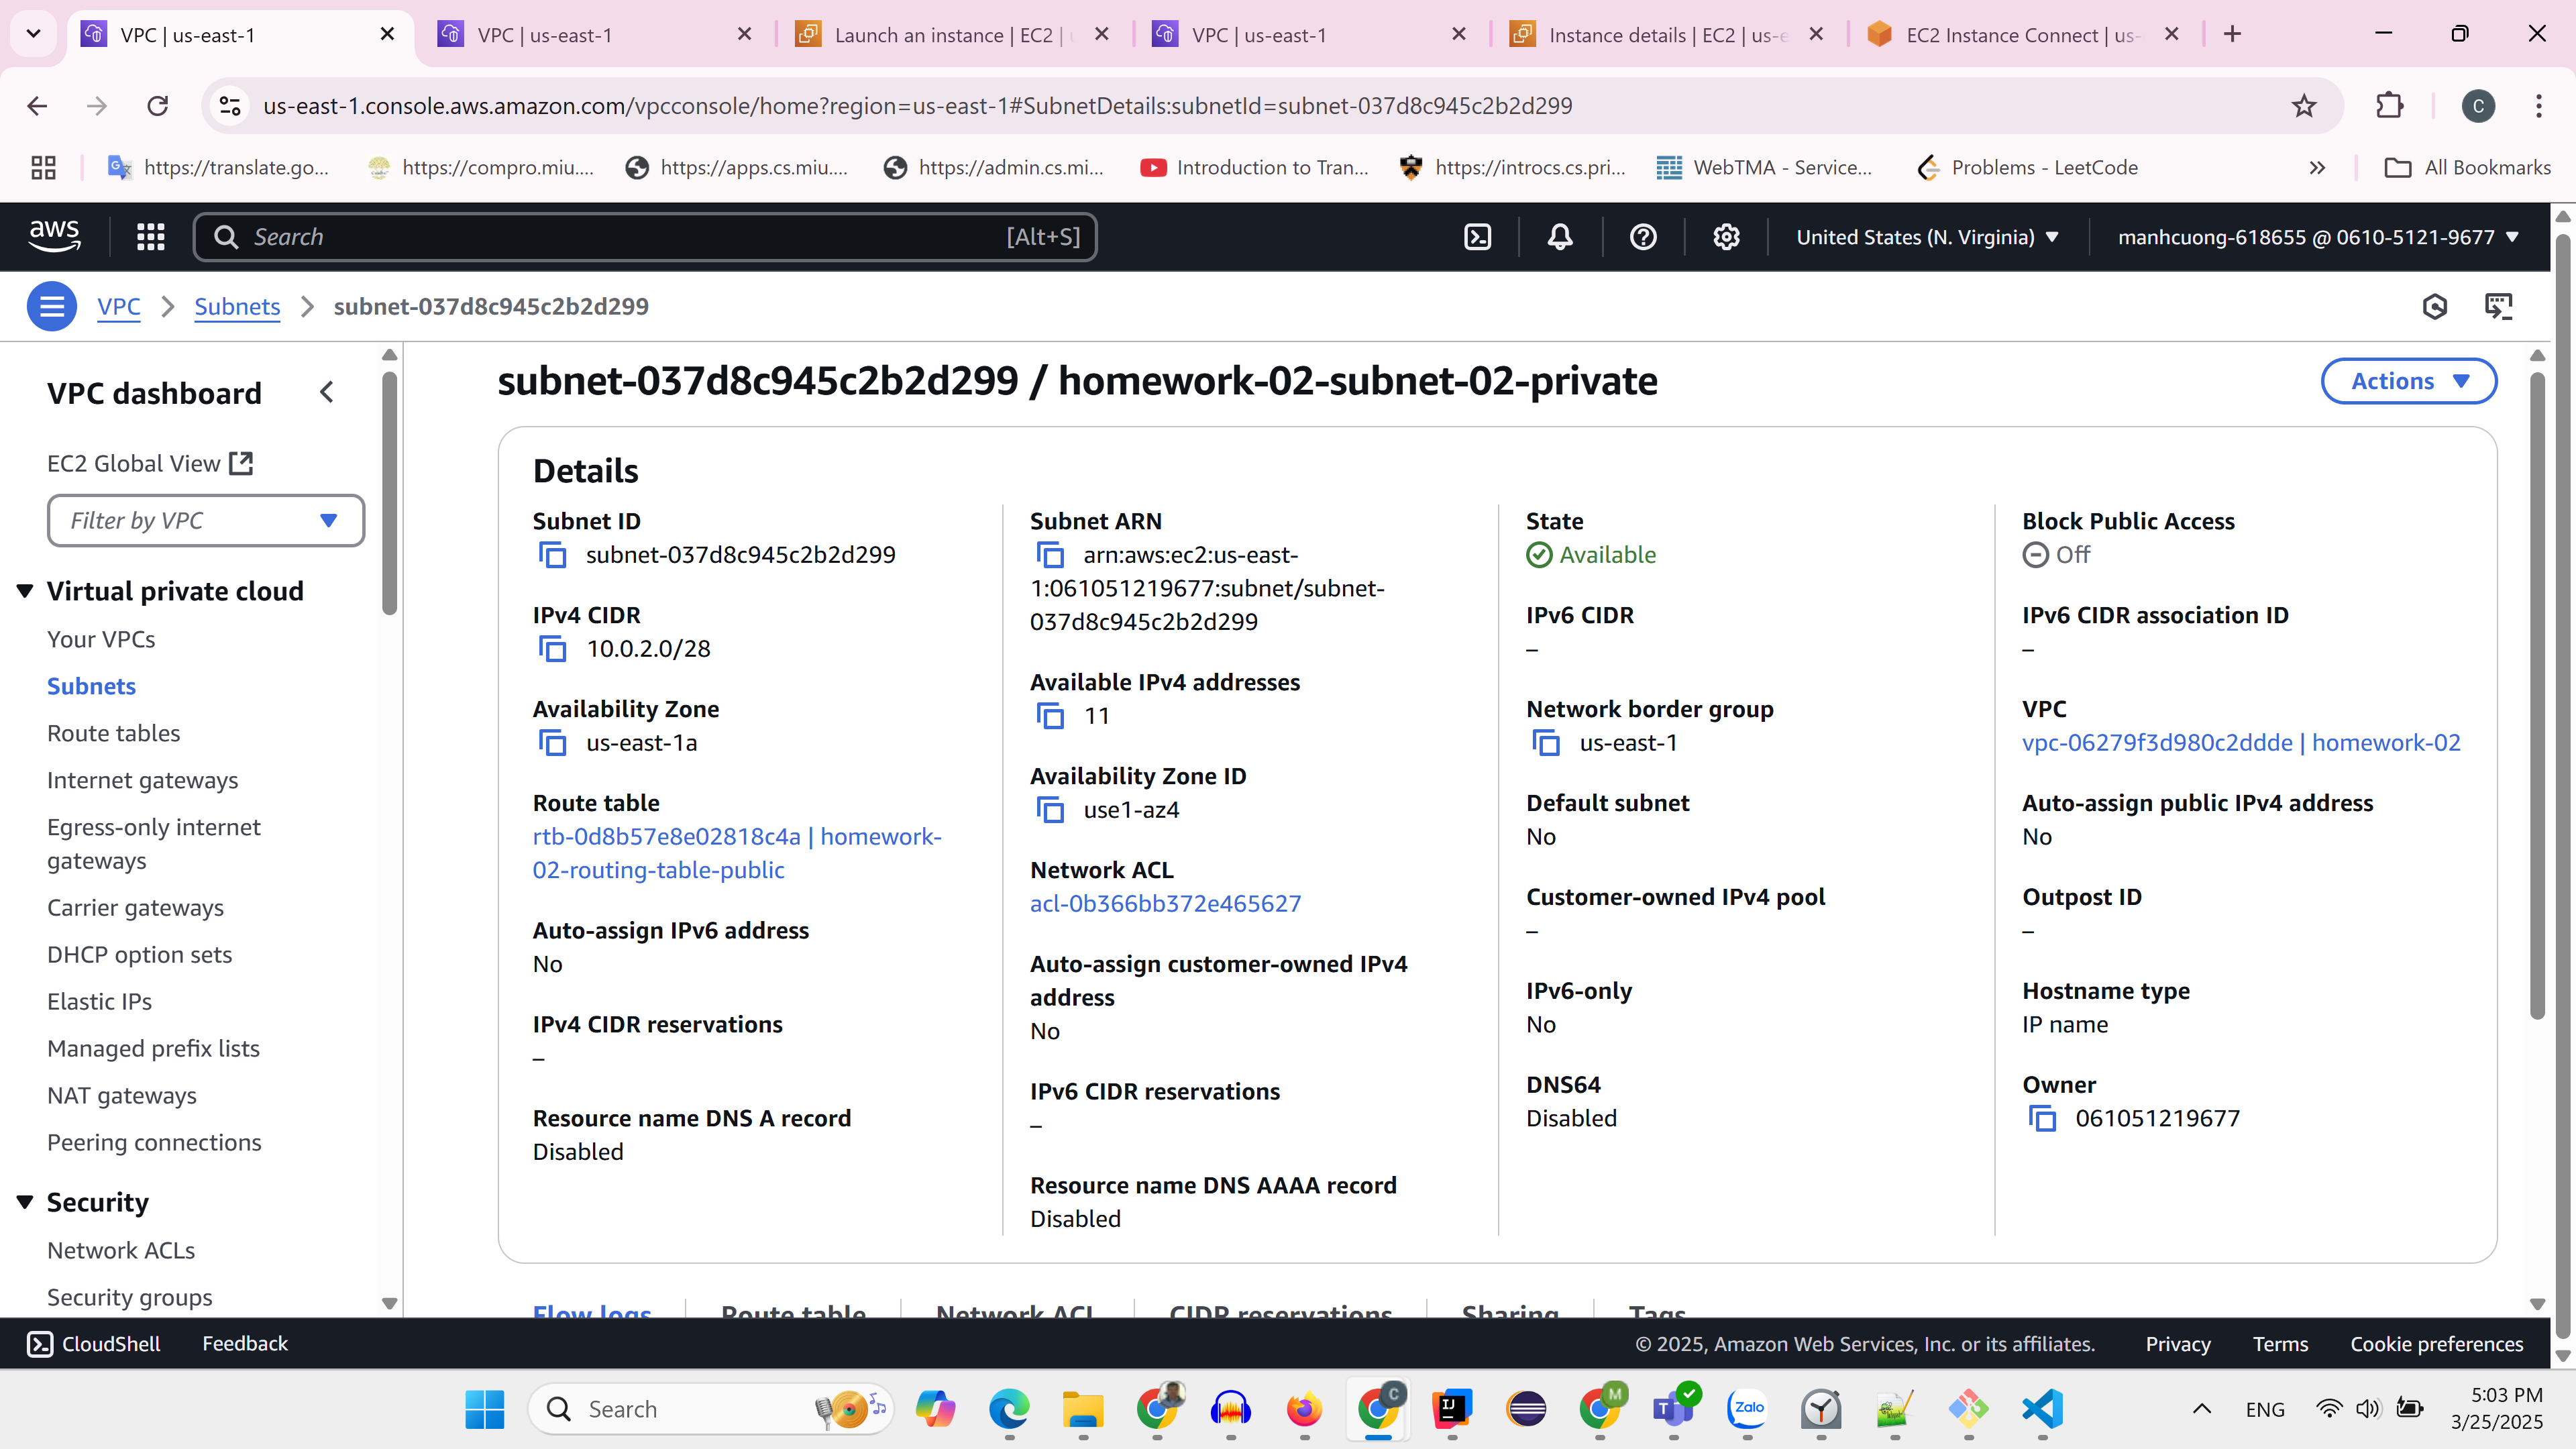 VPC | us-east-1
VPC | us-east-1
Launch an instance | EC2 |
VPC | us-east-1
Instance details | EC2 | us-e
EC2 Instance Connect | us-
us-east-1.console.aws.amazon.com/vpcconsole/home?region=us-east-1#SubnetDetails:subnetId=subnet-037d8c945c2b2d299
C
https://translate.go...
https://compro.miu....
https://apps.cs.miu....
https://admin.cs.mi...
Introduction to Tran...
https://introcs.cs.pri...
WebTMA - Service...
Problems - LeetCode
All Bookmarks
aws
Search
[Alt+S]
United States (N. Virginia)
manhcuong-618655 @ 0610-5121-9677
VPC
Subnets
subnet-037d8c945c2b2d299
VPC dashboard
EC2 Global View
Filter by VPC
Virtual private cloud
Your VPCs
Subnets
Route tables
Internet gateways
Egress-only internet
gateways
Carrier gateways
DHCP option sets
Elastic IPs
Managed prefix lists
NAT gateways
Peering connections
Security
Network ACLs
Security groups
subnet-037d8c945c2b2d299 / homework-02-subnet-02-private
Actions
Details
Subnet ID
subnet-037d8c945c2b2d299
IPv4 CIDR
10.0.2.0/28
Availability Zone
us-east-1a
Route table
rtb-0d8b57e8e02818c4a | homework-
02-routing-table-public
Auto-assign IPv6 address
No
IPv4 CIDR reservations
–
Resource name DNS A record
Disabled
Subnet ARN
arn:aws:ec2:us-east-
1:061051219677:subnet/subnet-
037d8c945c2b2d299
Available IPv4 addresses
11
Availability Zone ID
use1-az4
Network ACL
acl-0b366bb372e465627
Auto-assign customer-owned IPv4
address
No
IPv6 CIDR reservations
–
Resource name DNS AAAA record
Disabled
State
Available
IPv6 CIDR
–
Network border group
us-east-1
Default subnet
No
Customer-owned IPv4 pool
–
IPv6-only
No
DNS64
Disabled
Block Public Access
Off
IPv6 CIDR association ID
–
VPC
vpc-06279f3d980c2ddde | homework-02
Auto-assign public IPv4 address
No
Outpost ID
–
Hostname type
IP name
Owner
061051219677
Flow logs
Route table
Network ACL
CIDR reservations
Sharing
Tags
CloudShell
Feedback
© 2025, Amazon Web Services, Inc. or its affiliates.
Privacy
Terms
Cookie preferences
Search
C
IJ
M
T
Zalo
ENG
5:03 PM
3/25/2025